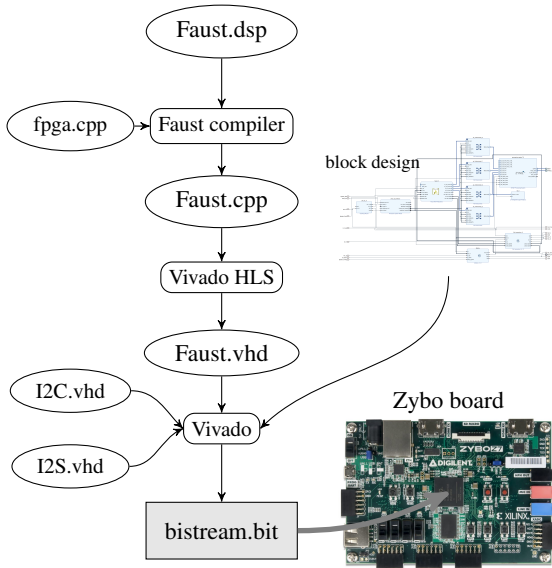 Faust.dsp
fpga.cpp
Faust compiler
block design
Faust.cpp
Vivado HLS
Faust.vhd
I2C.vhd
Zybo board
Vivado
ZYBO Z7
DIGILENT
I2S.vhd
XILINX
bistream.bit